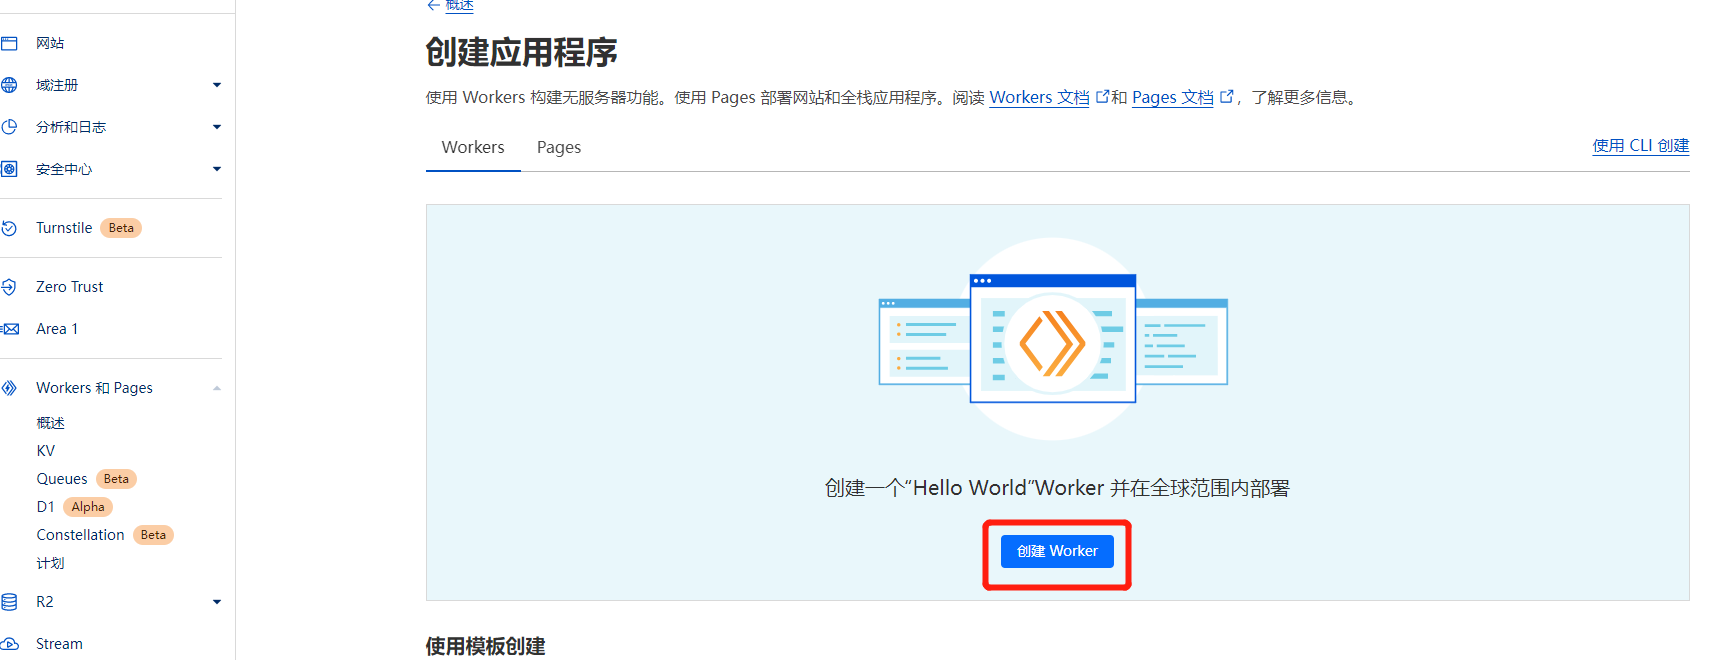 网站
域注册
分析和日志
安全中心
Turnstile Beta
Zero Trust
Area 1
Workers 和 Pages
概述
KV
Queues Beta
D1 Alpha
Constellation Beta
计划
R2
Stream
概述
创建应用程序
使用 Workers 构建无服务器功能。使用 Pages 部署网站和全栈应用程序。阅读 Workers 文档 和 Pages 文档，了解更多信息。
Workers Pages
使用 CLI 创建
创建一个“Hello World”Worker 并在全球范围内部署
创建 Worker
使用模板创建